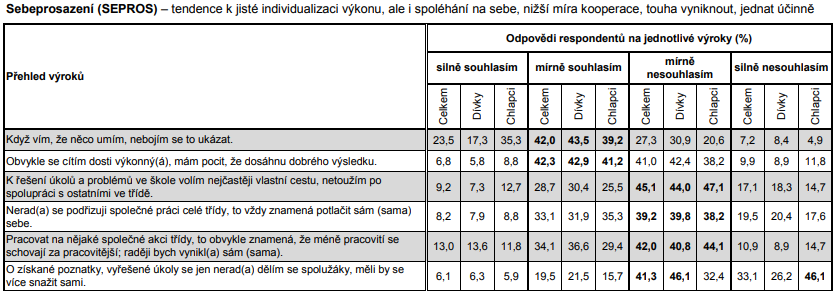 Sebeprosazení (SEPROS) – tendence k jisté individualizaci výkonu, ale i spoléhání na sebe, nižší míra kooperace, touha vyniknout, jednat účinně
Přehled výroků
Odpovědi respondentů na jednotlivé výroky (%)
silně souhlasím mírně souhlasím mírně nesouhlasím silně nesouhlasím
Celkem Dívky Chlapci Celkem Dívky Chlapci Celkem Dívky Chlapci Celkem Dívky Chlapci
Když vím, že něco umím, nebojím se to ukázat. 23,5 17,3 35,3 42,0 43,5 39,2 27,3 30,9 20,6 7,2 8,4 4,9
Obvykle se cítím dosti výkonný(á), mám pocit, že dosáhnu dobrého výsledku. 6,8 5,8 8,8 42,3 42,9 41,2 41,0 42,4 38,2 9,9 8,9 11,8
K řešení úkolů a problémů ve škole volím nejčastěji vlastní cestu, netoužím po
spolupráci s ostatními ve třídě. 9,2 7,3 12,7 28,7 30,4 25,5 45,1 44,0 47,1 17,1 18,3 14,7
Nerad(a) se podřizuji společné práci celé třídy, to vždy znamená potlačit sám (sama)
sebe. 8,2 7,9 8,8 33,1 31,9 35,3 39,2 39,8 38,2 19,5 20,4 17,6
Pracovat na nějaké společné akci třídy, to obvykle znamená, že méně pracovití se
schovají za pracovitější; raději bych vynikl(a) sám (sama). 13,0 13,6 11,8 34,1 36,6 29,4 42,0 40,8 44,1 10,9 8,9 14,7
O získané poznatky, vyřešené úkoly se jen nerad(a) dělím se spolužáky, měli by se
více snažit sami. 6,1 6,3 5,9 19,5 21,5 15,7 41,3 46,1 32,4 33,1 26,2 46,1